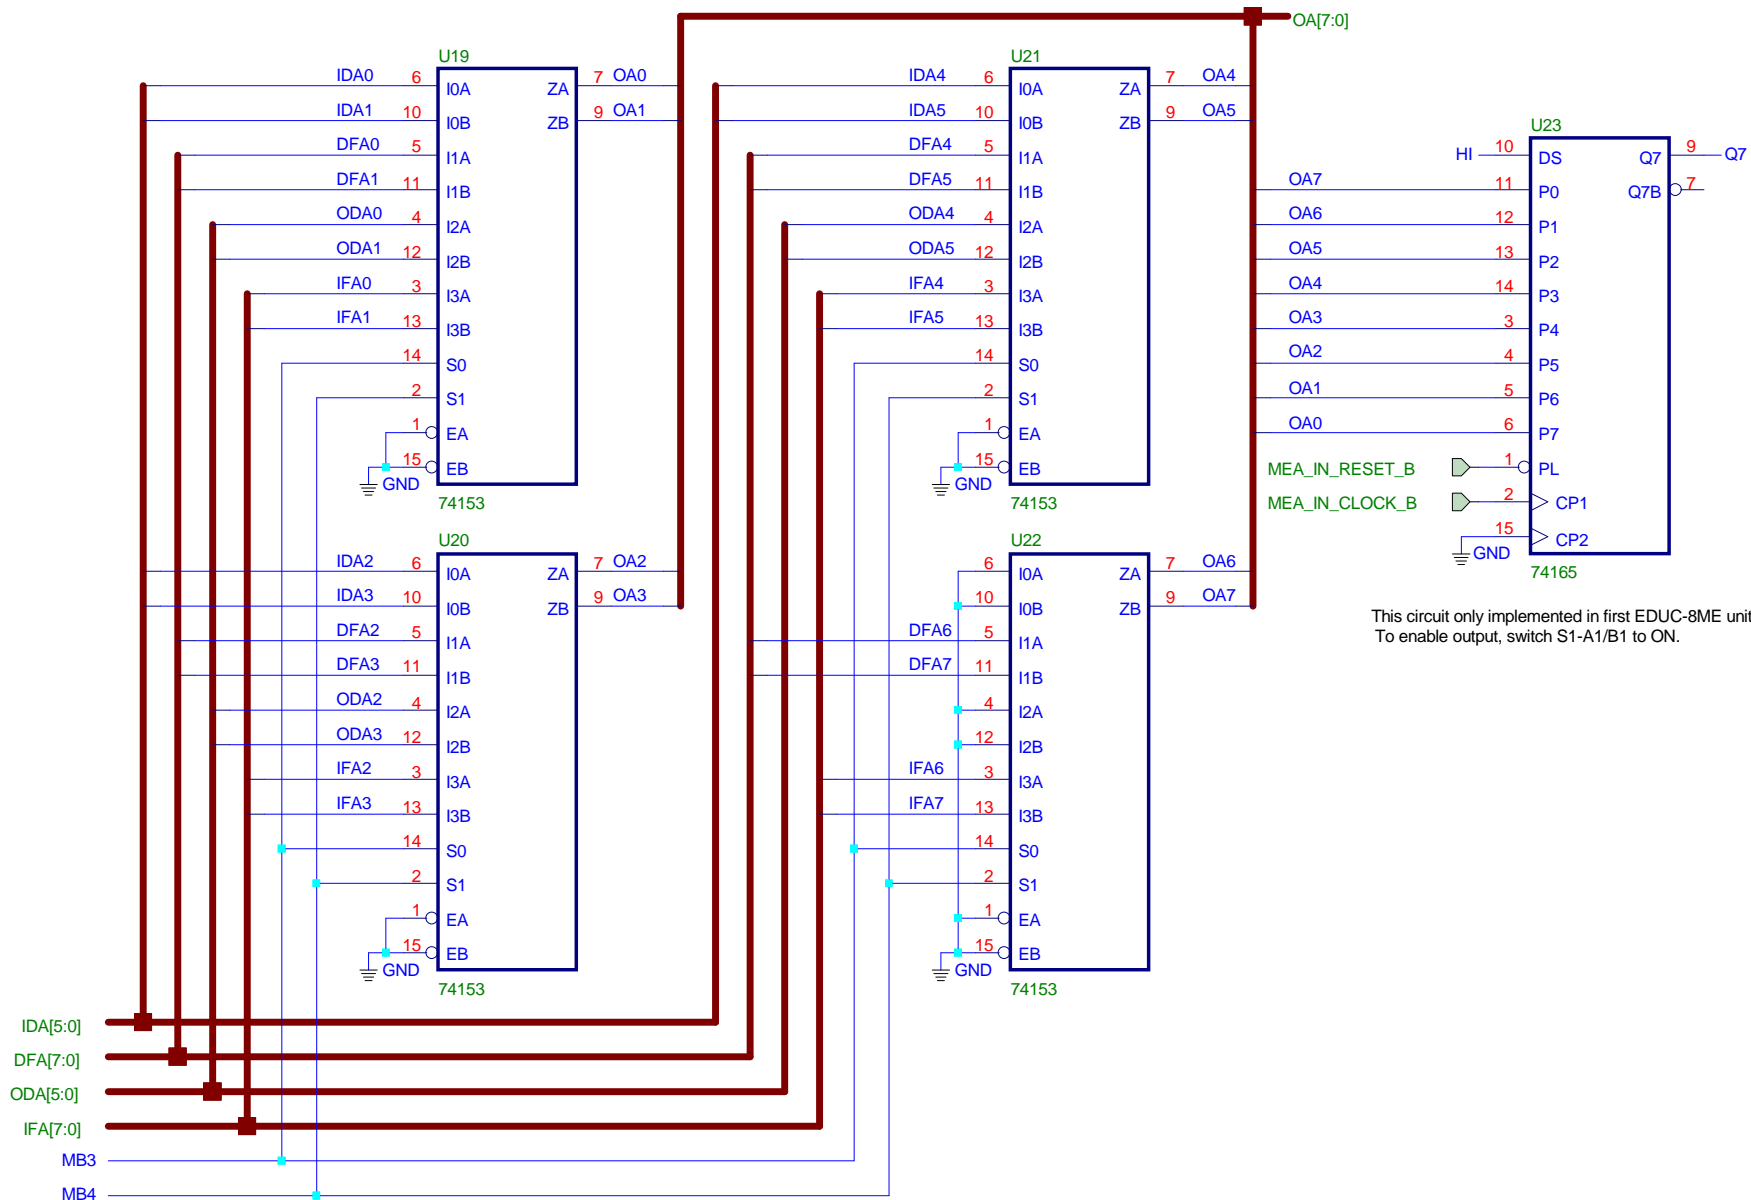 OA[7:0]
U19
IDA0 6 I0A ZA 7 OA0
IDA1 10 I0B ZB 9 OA1
DFA0 5 I1A
DFA1 11 I1B
ODA0 4 I2A
ODA1 12 I2B
IFA0 3 I3A
IFA1 13 I3B
14 S0
2 S1
1 EA
15 EB
GND
74153
U21
IDA4 6 I0A ZA 7 OA4
IDA5 10 I0B ZB 9 OA5
DFA4 5 I1A
DFA5 11 I1B
ODA4 4 I2A
ODA5 12 I2B
IFA4 3 I3A
IFA5 13 I3B
14 S0
2 S1
1 EA
15 EB
GND
74153
U23
HI 10 DS Q7 9 Q7
OA7 11 P0 Q7B 7
OA6 12 P1
OA5 13 P2
OA4 14 P3
OA3 3 P4
OA2 4 P5
OA1 5 P6
OA0 6 P7
MEA_IN_RESET_B 1 PL
MEA_IN_CLOCK_B 2 CP1
15 CP2
GND
74165
This circuit only implemented in first EDUC-8ME unit
To enable output, switch S1-A1/B1 to ON.
U20
IDA2 6 I0A ZA 7 OA2
IDA3 10 I0B ZB 9 OA3
DFA2 5 I1A
DFA3 11 I1B
ODA2 4 I2A
ODA3 12 I2B
IFA2 3 I3A
IFA3 13 I3B
14 S0
2 S1
1 EA
15 EB
GND
74153
U22
6 I0A ZA 7 OA6
10 I0B ZB 9 OA7
DFA6 5 I1A
DFA7 11 I1B
4 I2A
12 I2B
IFA6 3 I3A
IFA7 13 I3B
14 S0
2 S1
1 EA
15 EB
GND
74153
IDA[5:0]
DFA[7:0]
ODA[5:0]
IFA[7:0]
MB3
MB4